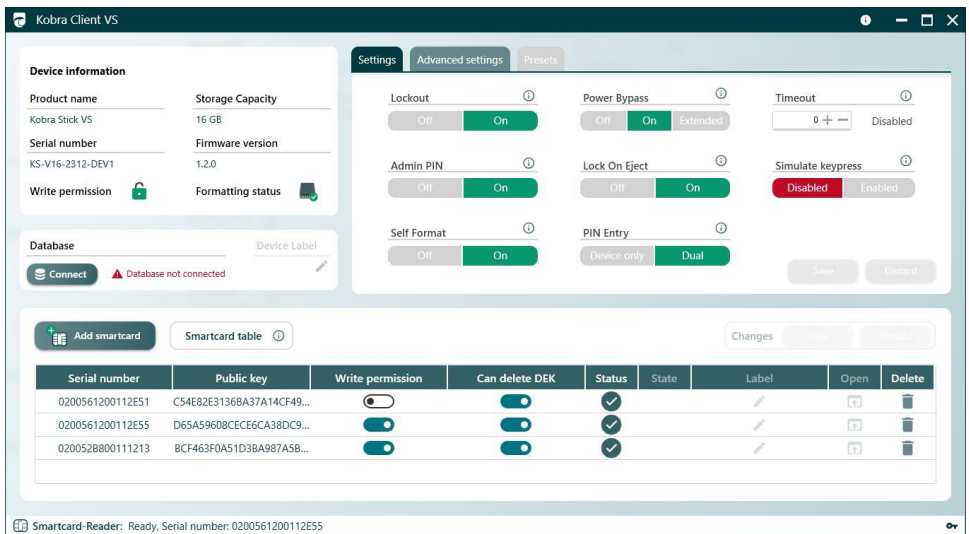 Kobra Client VS
Device information
Product name
Storage Capacity
Kobra Stick VS
16 GB
Serial number
Firmware version
KS-V16-2312-DEV1
1.2.0
Write permission
Formatting status
Database
Device Label
Connect
Database not connected
Settings
Advanced settings
Presets
Lockout
Off On
Power Bypass
Off On Extended
Timeout
0 + − Disabled
Admin PIN
Off On
Lock On Eject
Off On
Simulate keypress
Disabled Enabled
Self Format
Off On
PIN Entry
Device only Dual
Save Discard
Add smartcard
Smartcard table
Changes Save Discard
Serial number Public key Write permission Can delete DEK Status State Label Open Delete
0200561200112E51 C54E82E3136BA37A14CF49...
0200561200112E55 D65A59608CECE6CA38DC9...
020052B800111213 BCF463F0A51D3BA987A5B...
Smartcard-Reader: Ready, Serial number: 0200561200112E55